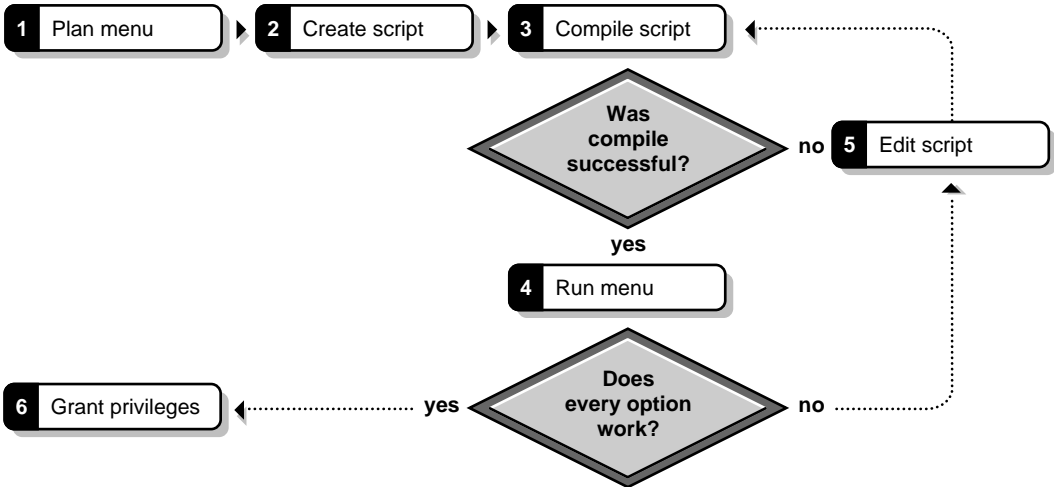 1 Plan menu
2 Create script
3 Compile script
Was
compile
successful?
no
5 Edit script
yes
4 Run menu
6 Grant privileges
yes
Does
every option
work?
no